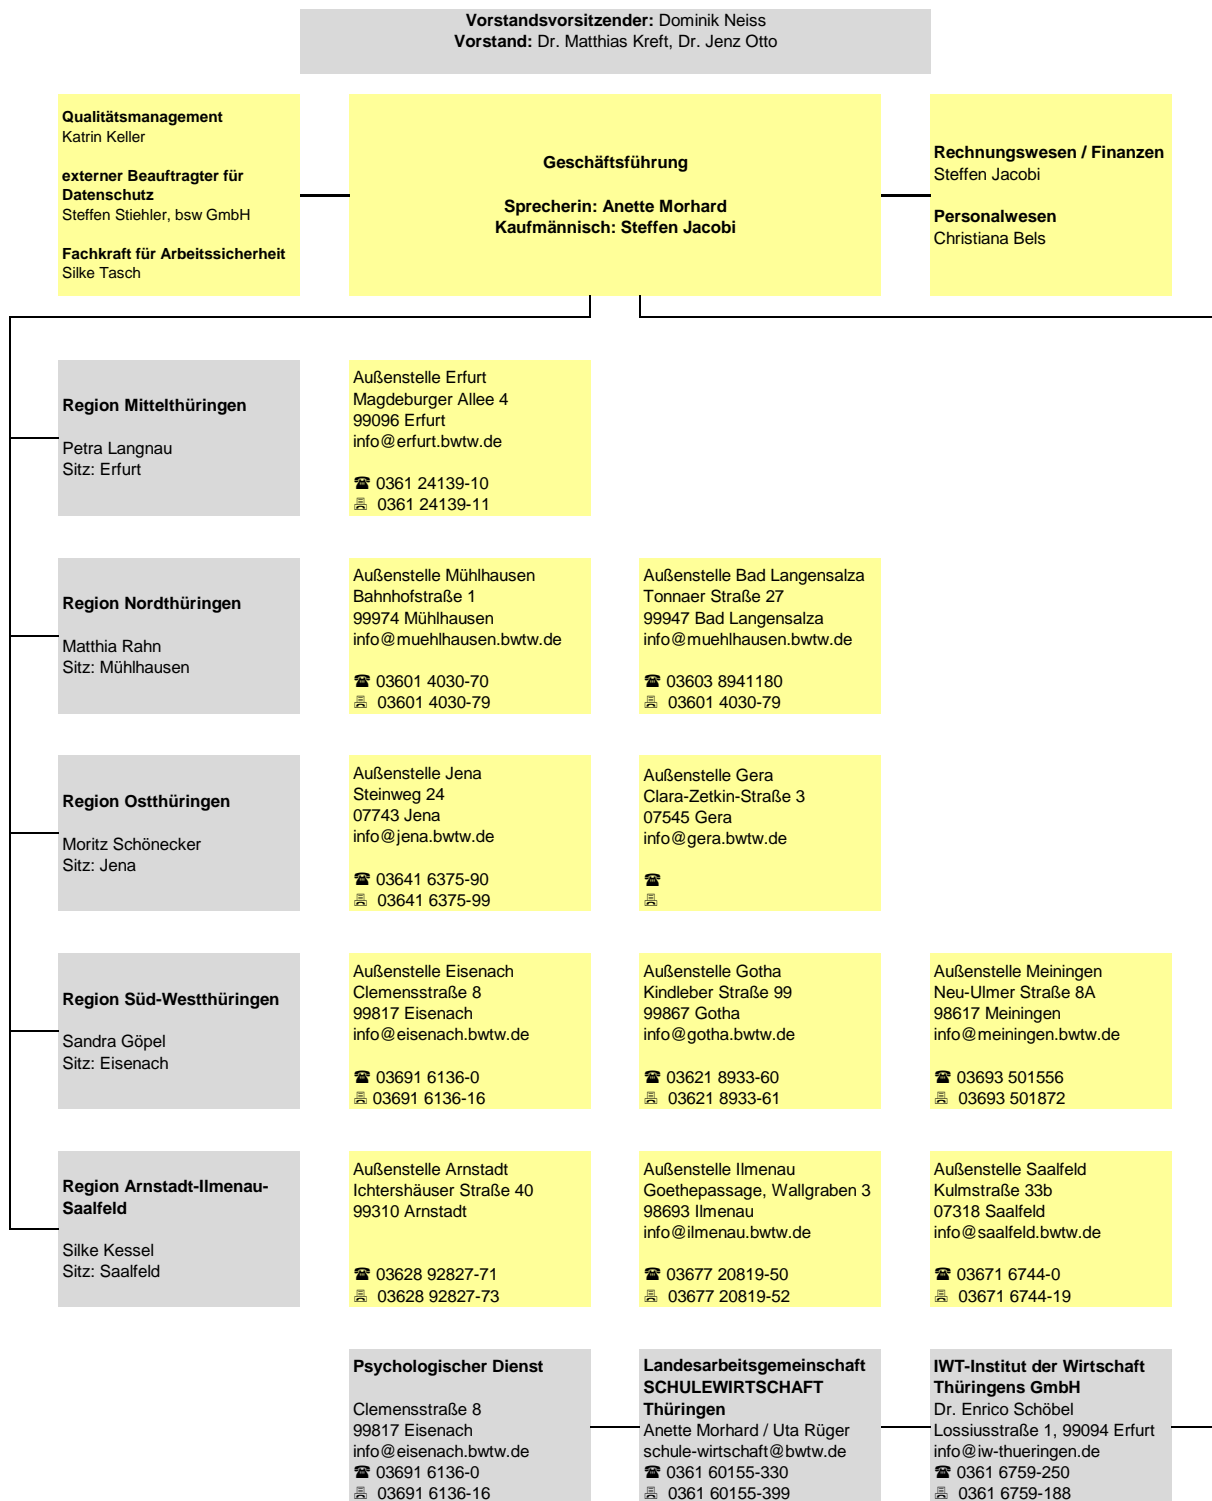 Vorstandsvorsitzender: Dominik Neiss
Vorstand: Dr. Matthias Kreft, Dr. Jenz Otto
Qualitätsmanagement
Katrin Keller
externer Beauftragter für
Datenschutz
Steffen Stiehler, bsw GmbH
Fachkraft für Arbeitssicherheit
Silke Tasch
Geschäftsführung
Sprecherin: Anette Morhard
Kaufmännisch: Steffen Jacobi
Rechnungswesen / Finanzen
Steffen Jacobi
Personalwesen
Christiana Bels
Region Mittelthüringen
Petra Langnau
Sitz: Erfurt
Außenstelle Erfurt
Magdeburger Allee 4
99096 Erfurt
info@erfurt.bwtw.de
☎ 0361 24139-10
🖷 0361 24139-11
Region Nordthüringen
Matthia Rahn
Sitz: Mühlhausen
Außenstelle Mühlhausen
Bahnhofstraße 1
99974 Mühlhausen
info@muehlhausen.bwtw.de
☎ 03601 4030-70
🖷 03601 4030-79
Außenstelle Bad Langensalza
Tonnaer Straße 27
99947 Bad Langensalza
info@muehlhausen.bwtw.de
☎ 03603 8941180
🖷 03601 4030-79
Region Ostthüringen
Moritz Schönecker
Sitz: Jena
Außenstelle Jena
Steinweg 24
07743 Jena
info@jena.bwtw.de
☎ 03641 6375-90
🖷 03641 6375-99
Außenstelle Gera
Clara-Zetkin-Straße 3
07545 Gera
info@gera.bwtw.de
☎
🖷
Region Süd-Westthüringen
Sandra Göpel
Sitz: Eisenach
Außenstelle Eisenach
Clemensstraße 8
99817 Eisenach
info@eisenach.bwtw.de
☎ 03691 6136-0
🖷 03691 6136-16
Außenstelle Gotha
Kindleber Straße 99
99867 Gotha
info@gotha.bwtw.de
☎ 03621 8933-60
🖷 03621 8933-61
Außenstelle Meiningen
Neu-Ulmer Straße 8A
98617 Meiningen
info@meiningen.bwtw.de
☎ 03693 501556
🖷 03693 501872
Region Arnstadt-Ilmenau-
Saalfeld
Silke Kessel
Sitz: Saalfeld
Außenstelle Arnstadt
Ichtershäuser Straße 40
99310 Arnstadt
☎ 03628 92827-71
🖷 03628 92827-73
Außenstelle Ilmenau
Goethepassage, Wallgraben 3
98693 Ilmenau
info@ilmenau.bwtw.de
☎ 03677 20819-50
🖷 03677 20819-52
Außenstelle Saalfeld
Kulmstraße 33b
07318 Saalfeld
info@saalfeld.bwtw.de
☎ 03671 6744-0
🖷 03671 6744-19
Psychologischer Dienst
Clemensstraße 8
99817 Eisenach
info@eisenach.bwtw.de
☎ 03691 6136-0
🖷 03691 6136-16
Landesarbeitsgemeinschaft
SCHULEWIRTSCHAFT
Thüringen
Anette Morhard / Uta Rüger
schule-wirtschaft@bwtw.de
☎ 0361 60155-330
🖷 0361 60155-399
IWT-Institut der Wirtschaft
Thüringens GmbH
Dr. Enrico Schöbel
Lossiusstraße 1, 99094 Erfurt
info@iw-thueringen.de
☎ 0361 6759-250
🖷 0361 6759-188